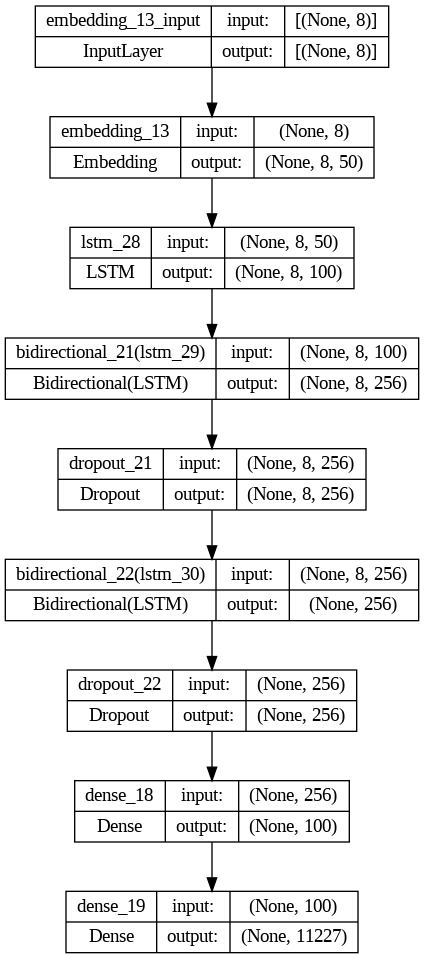 embedding_13_input input: [(None, 8)]
InputLayer output: [(None, 8)]
embedding_13 input: (None, 8)
Embedding output: (None, 8, 50)
lstm_28 input: (None, 8, 50)
LSTM output: (None, 8, 100)
bidirectional_21(lstm_29) input: (None, 8, 100)
Bidirectional(LSTM) output: (None, 8, 256)
dropout_21 input: (None, 8, 256)
Dropout output: (None, 8, 256)
bidirectional_22(lstm_30) input: (None, 8, 256)
Bidirectional(LSTM) output: (None, 256)
dropout_22 input: (None, 256)
Dropout output: (None, 256)
dense_18 input: (None, 256)
Dense output: (None, 100)
dense_19 input: (None, 100)
Dense output: (None, 11227)